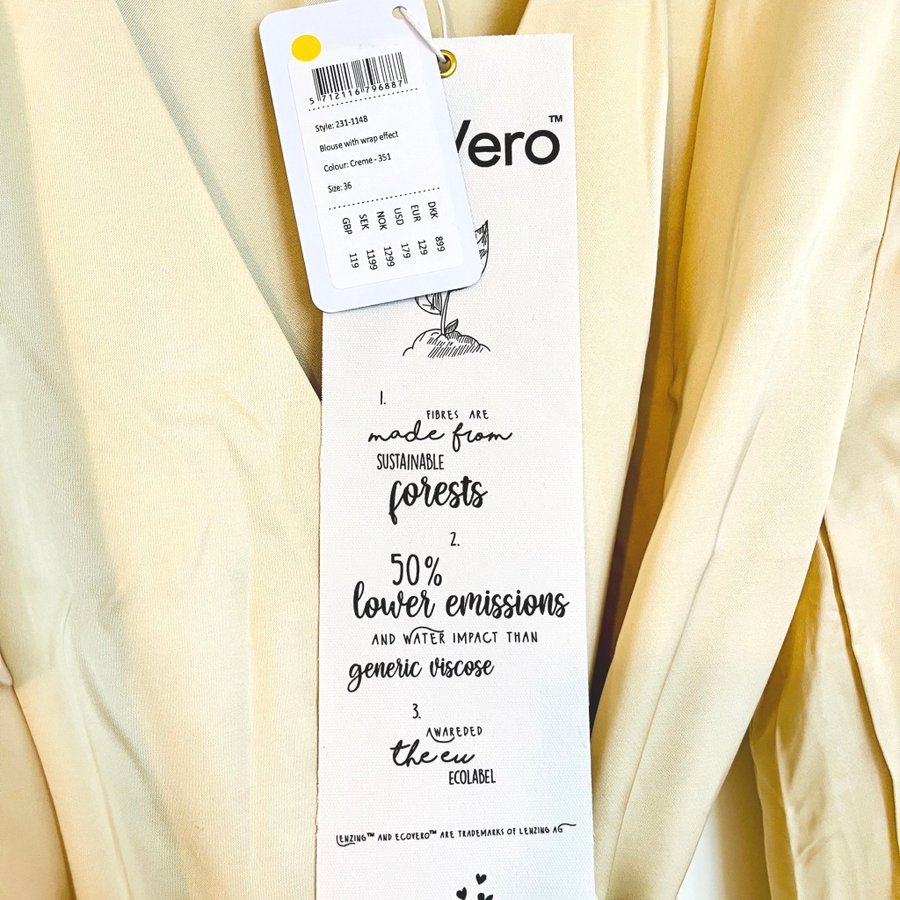 5 712116 796887
Style: 231-1148
Blouse with wrap effect
Colour: Creme - 351
Size: 36
DKK 899
EUR 129
USD 179
NOK 1299
SEK 1199
GBP 119
Vero™
1.
FIBRES ARE
made from
SUSTAINABLE
forests
2.
50%
lower emissions
AND WATER IMPACT THAN
generic viscose
3.
AWAREDED
the eu
ECOLABEL
LENZING™ AND ECOVERO™ ARE TRADEMARKS OF LENZING AG